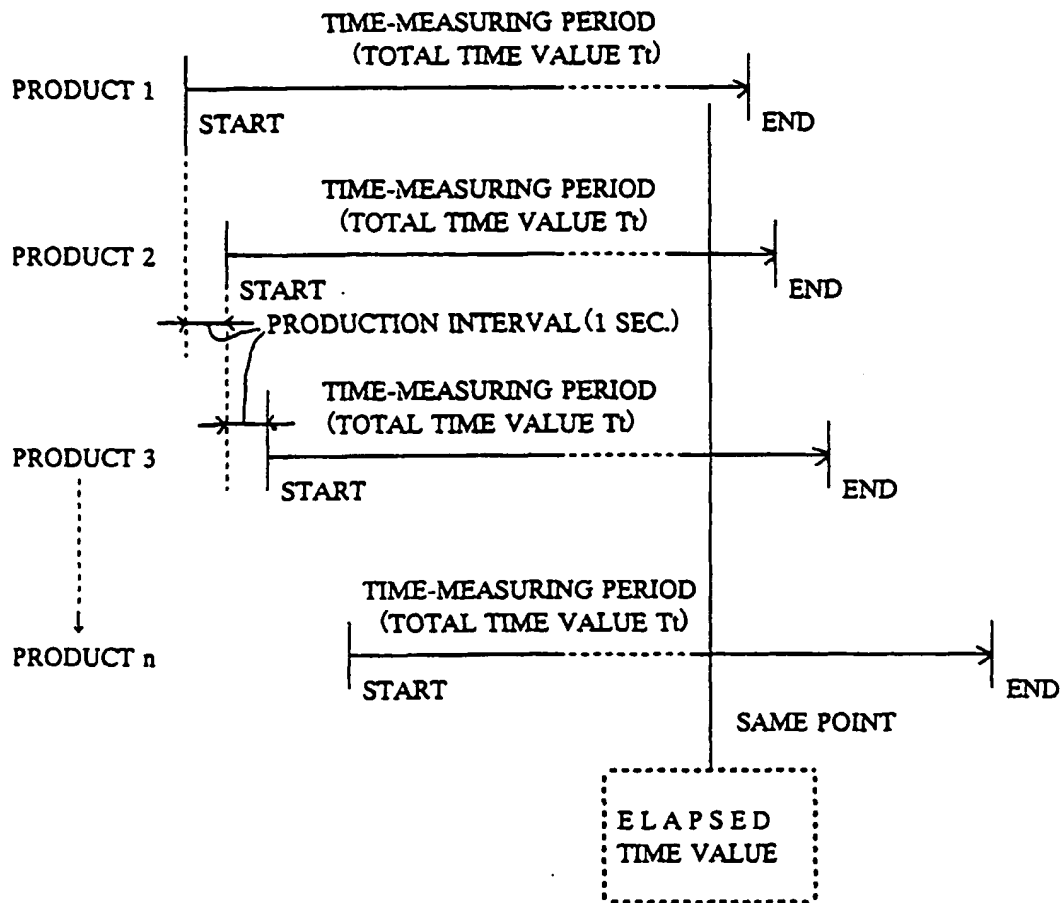 TIME-MEASURING PERIOD
(TOTAL TIME VALUE Tt)
PRODUCT 1
START
END
TIME-MEASURING PERIOD
(TOTAL TIME VALUE Tt)
PRODUCT 2
START
END
PRODUCTION INTERVAL (1 SEC.)
TIME-MEASURING PERIOD
(TOTAL TIME VALUE Tt)
PRODUCT 3
START
END
TIME-MEASURING PERIOD
(TOTAL TIME VALUE Tt)
PRODUCT n
START
END
SAME POINT
ELAPSED
TIME VALUE